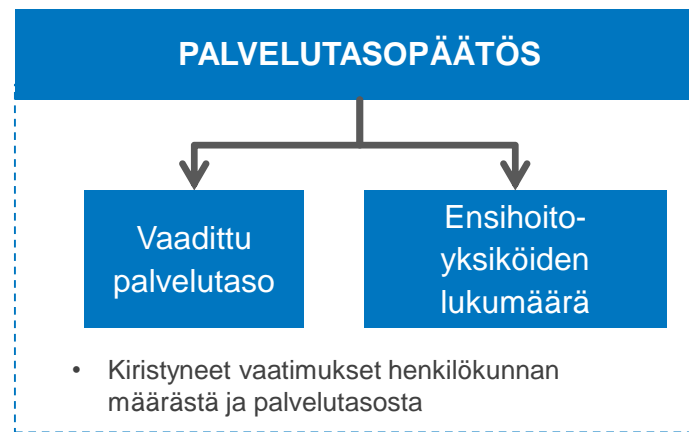 PALVELUTASOPÄÄTÖS
Vaadittu
palvelutaso
Ensihoito-
yksiköiden
lukumäärä
• Kiristyneet vaatimukset henkilökunnan
määrästä ja palvelutasosta